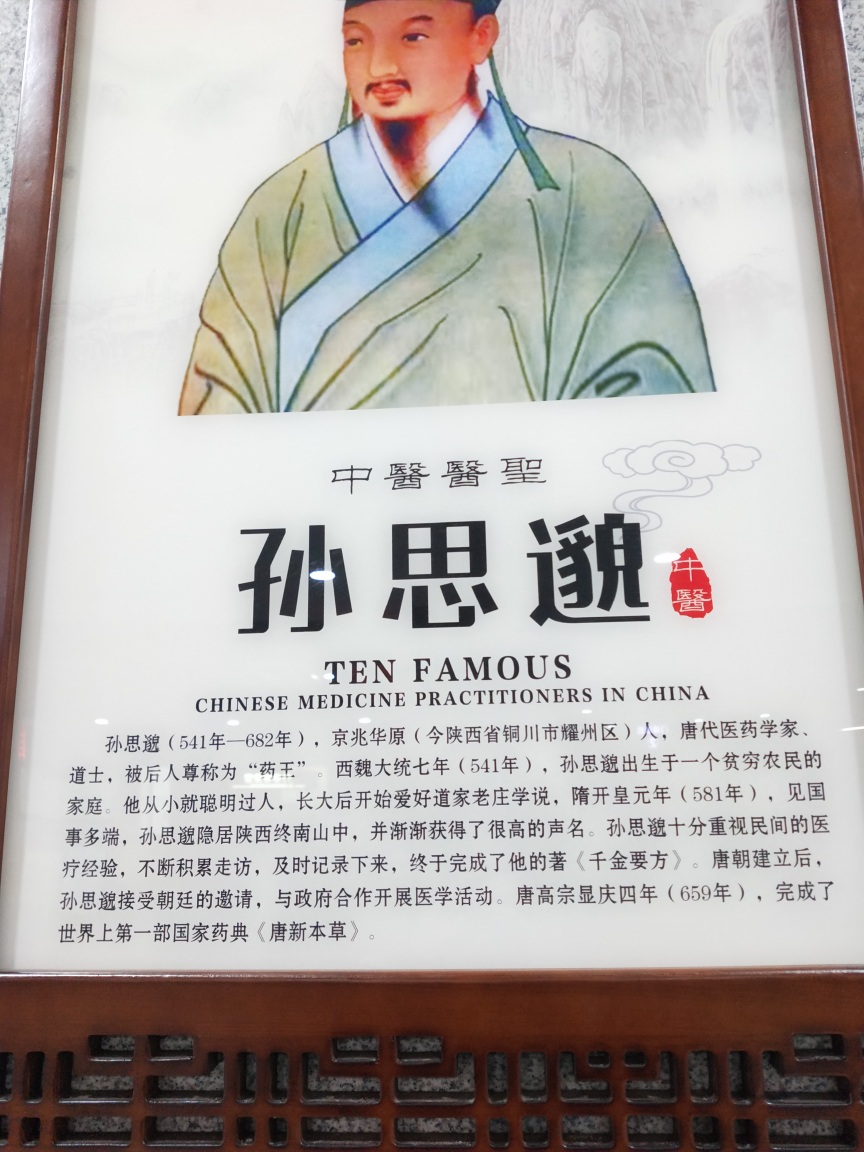 中醫醫聖
孙思邈
中醫
TEN FAMOUS
CHINESE MEDICINE PRACTITIONERS IN CHINA
孙思邈（541年—682年），京兆华原（今陕西省铜川市耀州区）人，唐代医药学家、
道士，被后人尊称为“药王”。西魏大统七年（541年），孙思邈出生于一个贫穷农民的
家庭。他从小就聪明过人，长大后开始爱好道家老庄学说，隋开皇元年（581年），见国
事多端，孙思邈隐居陕西终南山中，并渐渐获得了很高的声名。孙思邈十分重视民间的医
疗经验，不断积累走访，及时记录下来，终于完成了他的著《千金要方》。唐朝建立后，
孙思邈接受朝廷的邀请，与政府合作开展医学活动。唐高宗显庆四年（659年），完成了
世界上第一部国家药典《唐新本草》。